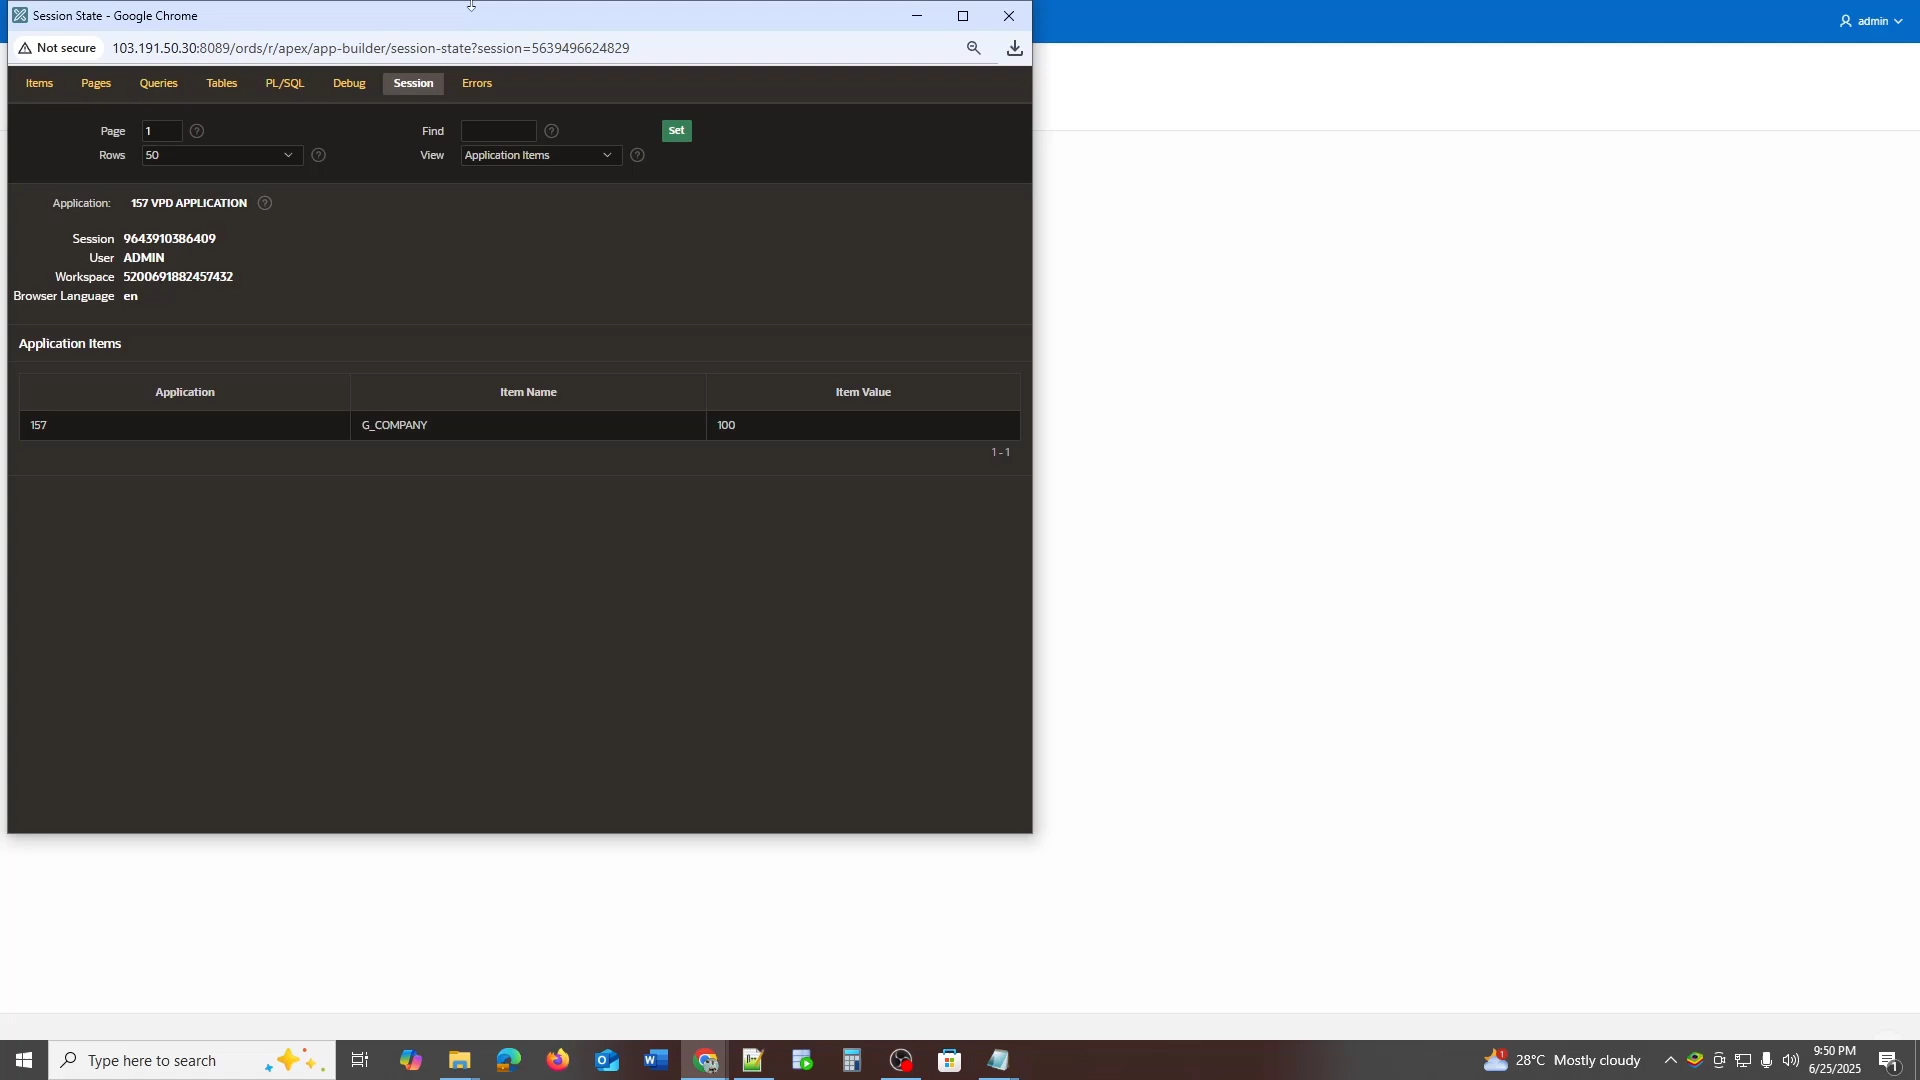 Session State - Google Chrome
admin
Not secure
103.191.50.30:8089/ords/r/apex/app-builder/session-state?session=5639496624829
Items Pages Queries Tables PL/SQL Debug Session Errors
Page 1 ? Find ? Set
Rows 50 ? View Application Items ?
Application: 157 VPD APPLICATION ?
Session 9643910386409
User ADMIN
Workspace 5200691882457432
Browser Language en
Application Items
Application Item Name Item Value
157 G_COMPANY 100
1 - 1
Type here to search
1
28°C Mostly cloudy
9:50 PM
6/25/2025
1